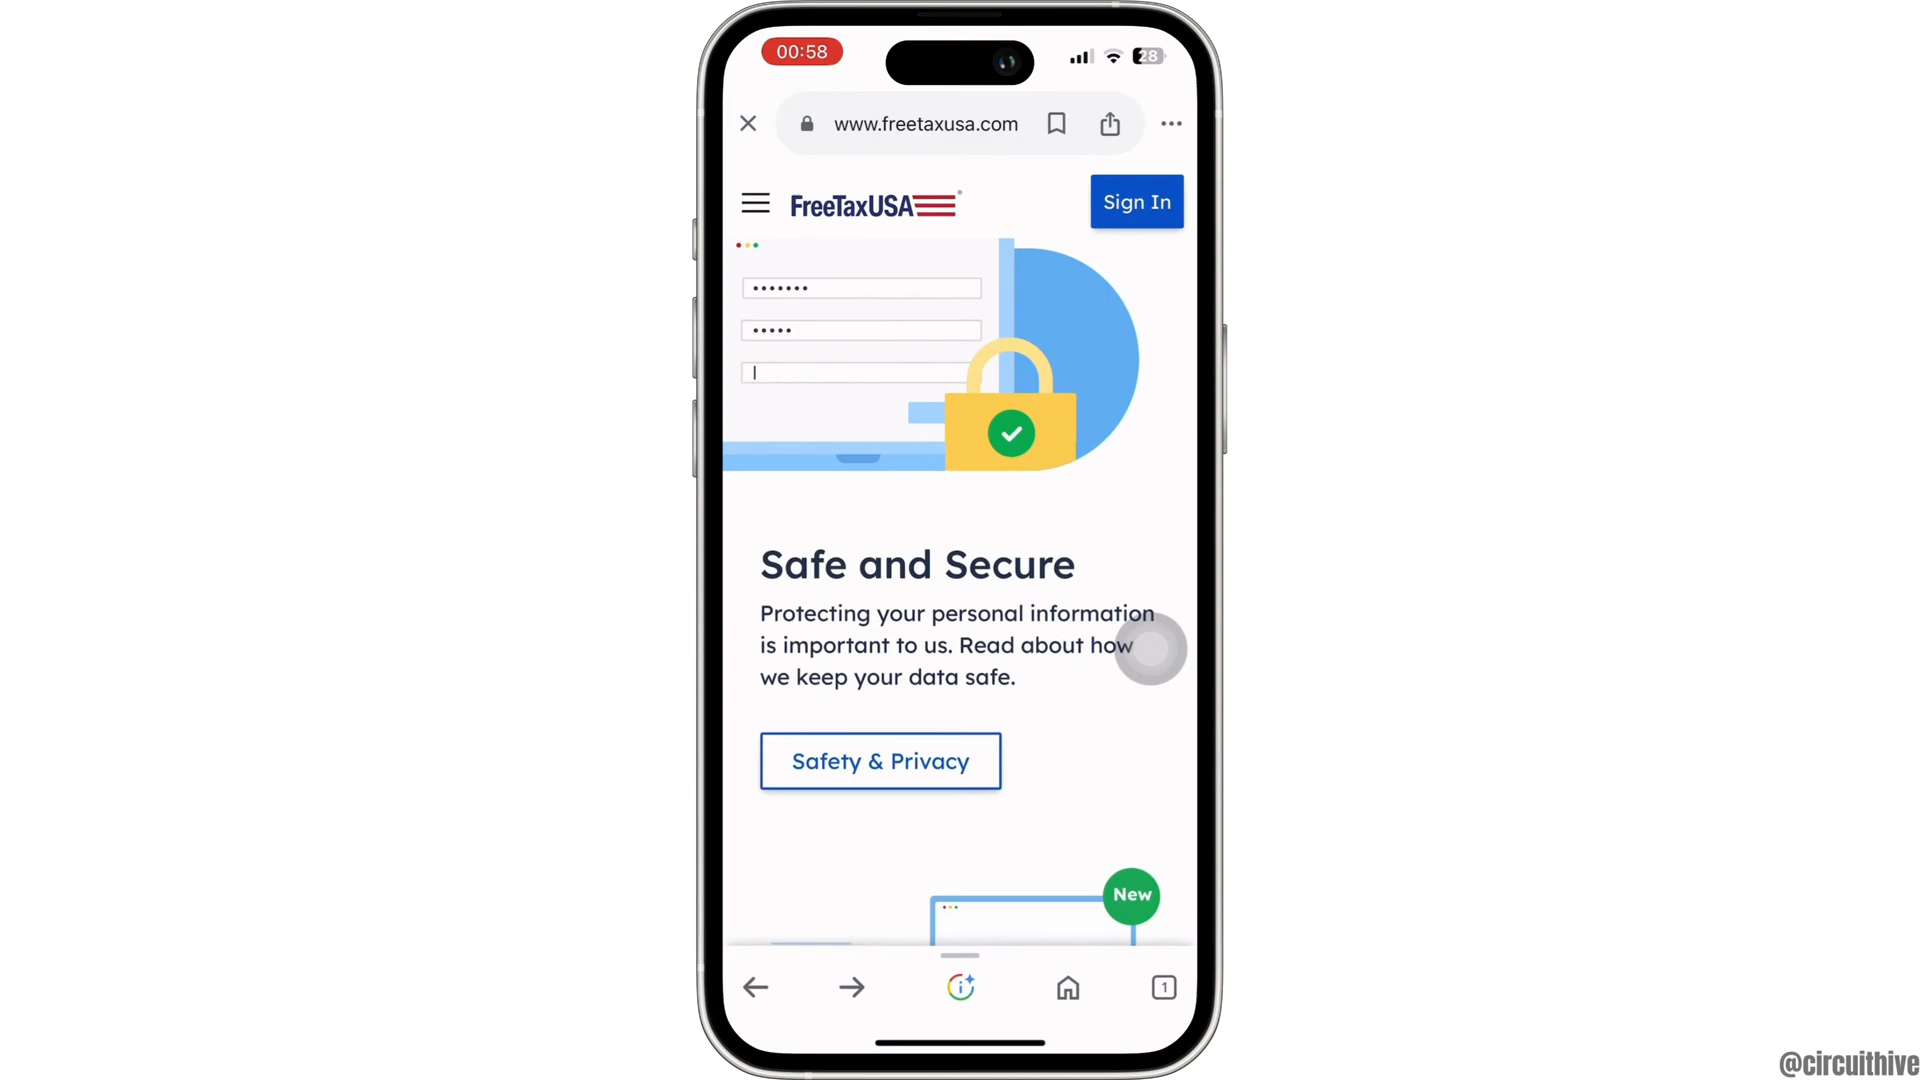 00:58
28
www.freetaxusa.com
FreeTaxUSA®
Sign In
Safe and Secure
Protecting your personal information
is important to us. Read about how
we keep your data safe.
Safety & Privacy
New
1
@circuithive